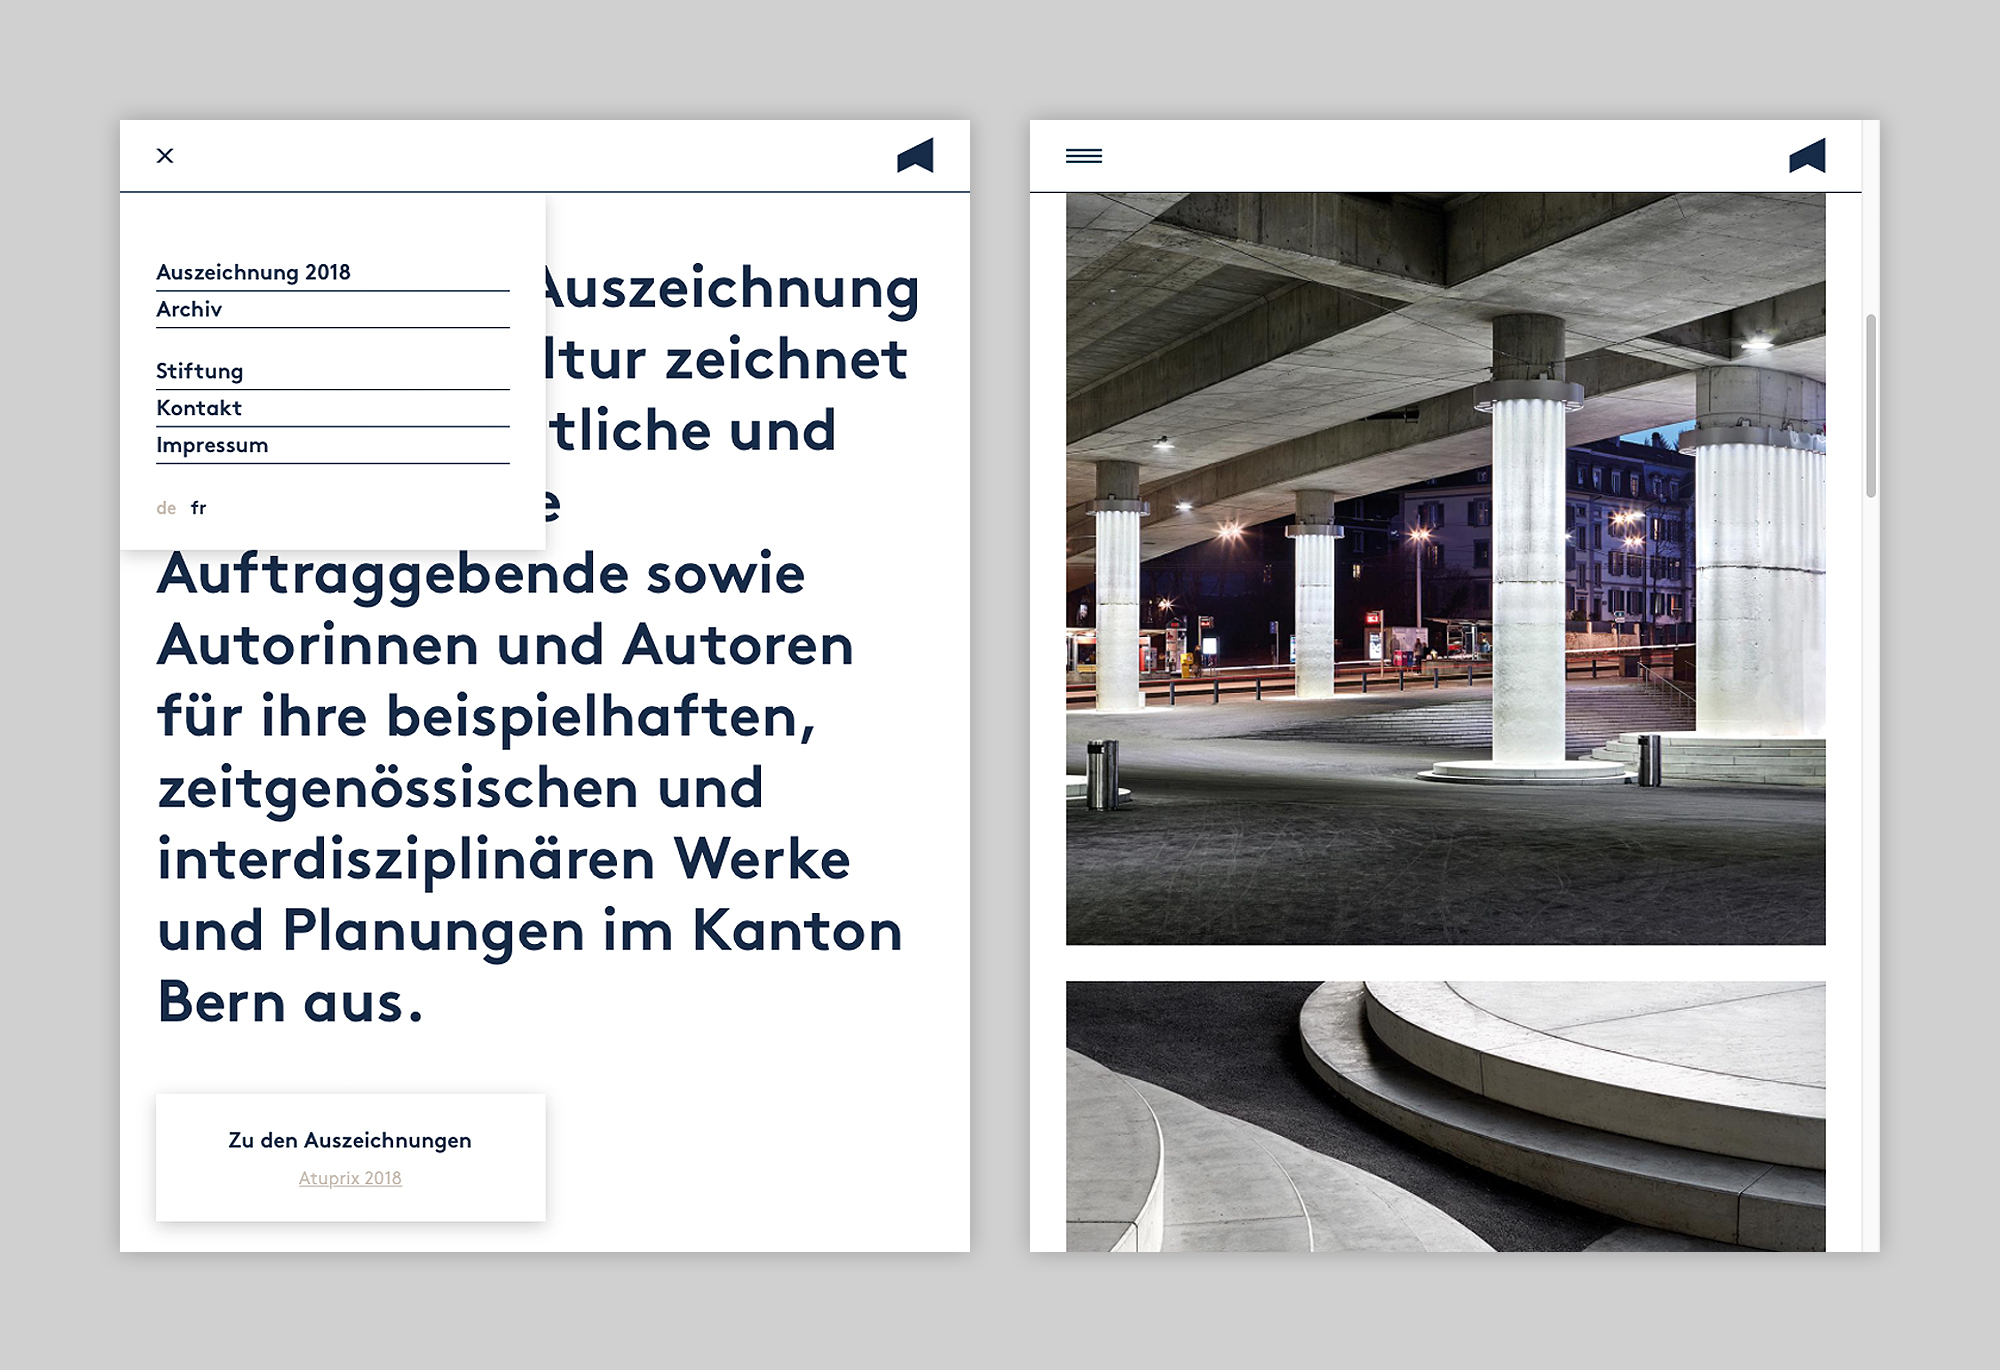 Auszeichnung 2018
Archiv
Stiftung
Kontakt
Impressum
de fr
Auszeichnung
ltur zeichnet
tliche und
e
Auftraggebende sowie
Autorinnen und Autoren
für ihre beispielhaften,
zeitgenössischen und
interdisziplinären Werke
und Planungen im Kanton
Bern aus.
Zu den Auszeichnungen
Atuprix 2018